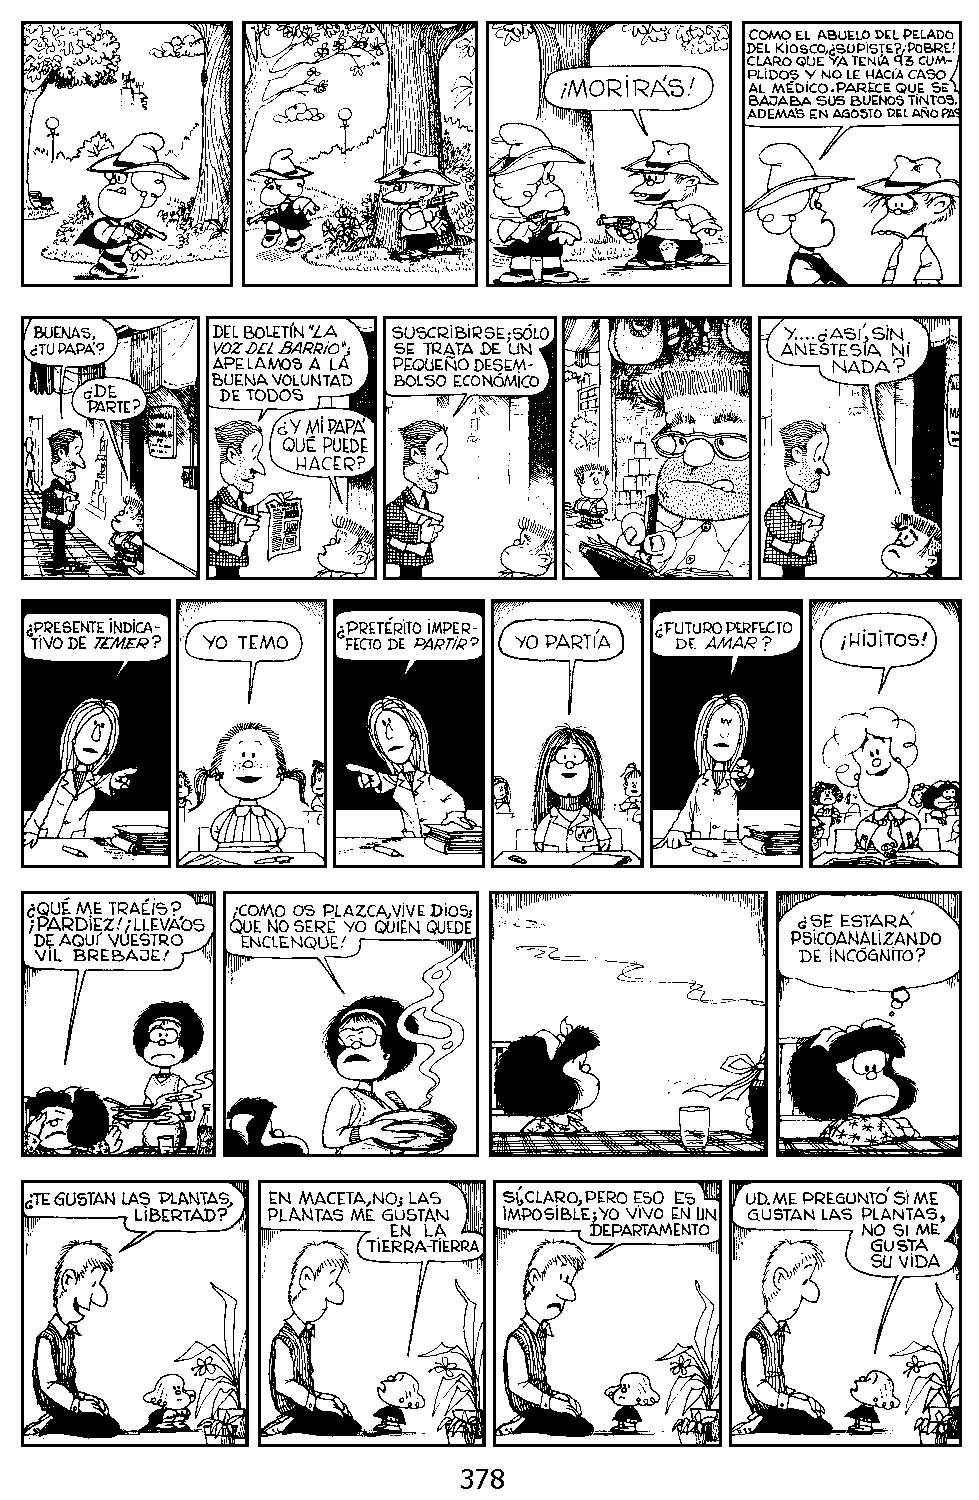 ¡MORIRÁS!
COMO EL ABUELO DEL PELADO
DEL KIOSCO,¿SUPISTE?¡POBRE!
CLARO QUE YA TENÍA 93 CUM-
PLIDOS Y NO LE HACÍA CASO
AL MÉDICO. PARECE QUE SE
BAJABA SUS BUENOS TINTOS.
ADEMÁS EN AGOSTO DEL AÑO PAS
BUENAS,
¿TU PAPÁ?
¿DE
PARTE?
DEL BOLETÍN "LA
VOZ DEL BARRIO";
APELAMOS A LA
BUENA VOLUNTAD
DE TODOS
¿Y MI PAPÁ
QUÉ PUEDE
HACER?
SUSCRIBIRSE; SÓLO
SE TRATA DE UN
PEQUEÑO DESEM-
BOLSO ECONÓMICO
Y....¿ASÍ, SIN
ANESTESIA NI
NADA?
¿PRESENTE INDICA-
TIVO DE TEMER?
YO TEMO
¿PRETÉRITO IMPER-
FECTO DE PARTIR?
YO PARTÍA
¿FUTURO PERFECTO
DE AMAR?
¡HIJITOS!
¿QUÉ ME TRAÉIS?
¡PARDIEZ!¡LLEVAOS
DE AQUÍ VUESTRO
VIL BREBAJE!
¡COMO OS PLAZCA, VIVE DIOS;
QUE NO SERÉ YO QUIEN QUEDE
ENCLENQUE!
¿SE ESTARÁ
PSICOANALIZANDO
DE INCÓGNITO?
¿TE GUSTAN LAS PLANTAS,
LIBERTAD?
EN MACETA, NO; LAS
PLANTAS ME GUSTAN
EN LA
TIERRA-TIERRA
SÍ, CLARO, PERO ESO ES
IMPOSIBLE; YO VIVO EN UN
DEPARTAMENTO
UD. ME PREGUNTÓ SI ME
GUSTAN LAS PLANTAS,
NO SI ME
GUSTA
SU VIDA
378